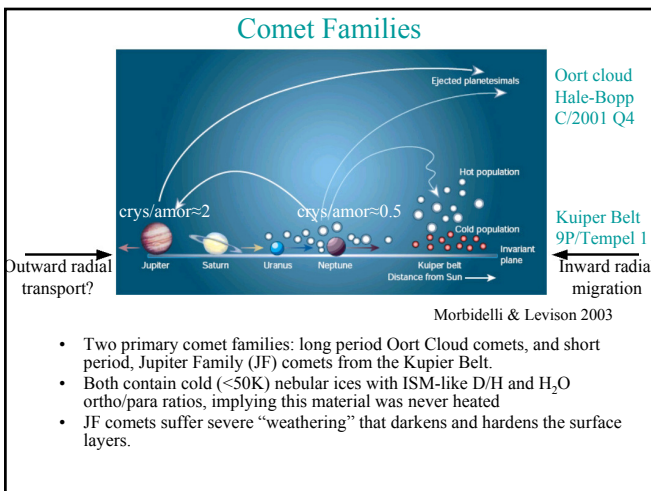 Comet Families
Ejected planetesimals
Oort cloud
Hale-Bopp
C/2001 Q4
Hot population
crys/amor≈2
crys/amor≈0.5
Cold population
Kuiper Belt
9P/Tempel 1
Invariant
plane
Jupiter
Saturn
Uranus
Neptune
Kuiper belt
Distance from Sun
Outward radial
transport?
Inward radia
migration
Morbidelli & Levison 2003
• Two primary comet families: long period Oort Cloud comets, and short
period, Jupiter Family (JF) comets from the Kupier Belt.
• Both contain cold (<50K) nebular ices with ISM-like D/H and H₂O
ortho/para ratios, implying this material was never heated
• JF comets suffer severe “weathering” that darkens and hardens the surface
layers.